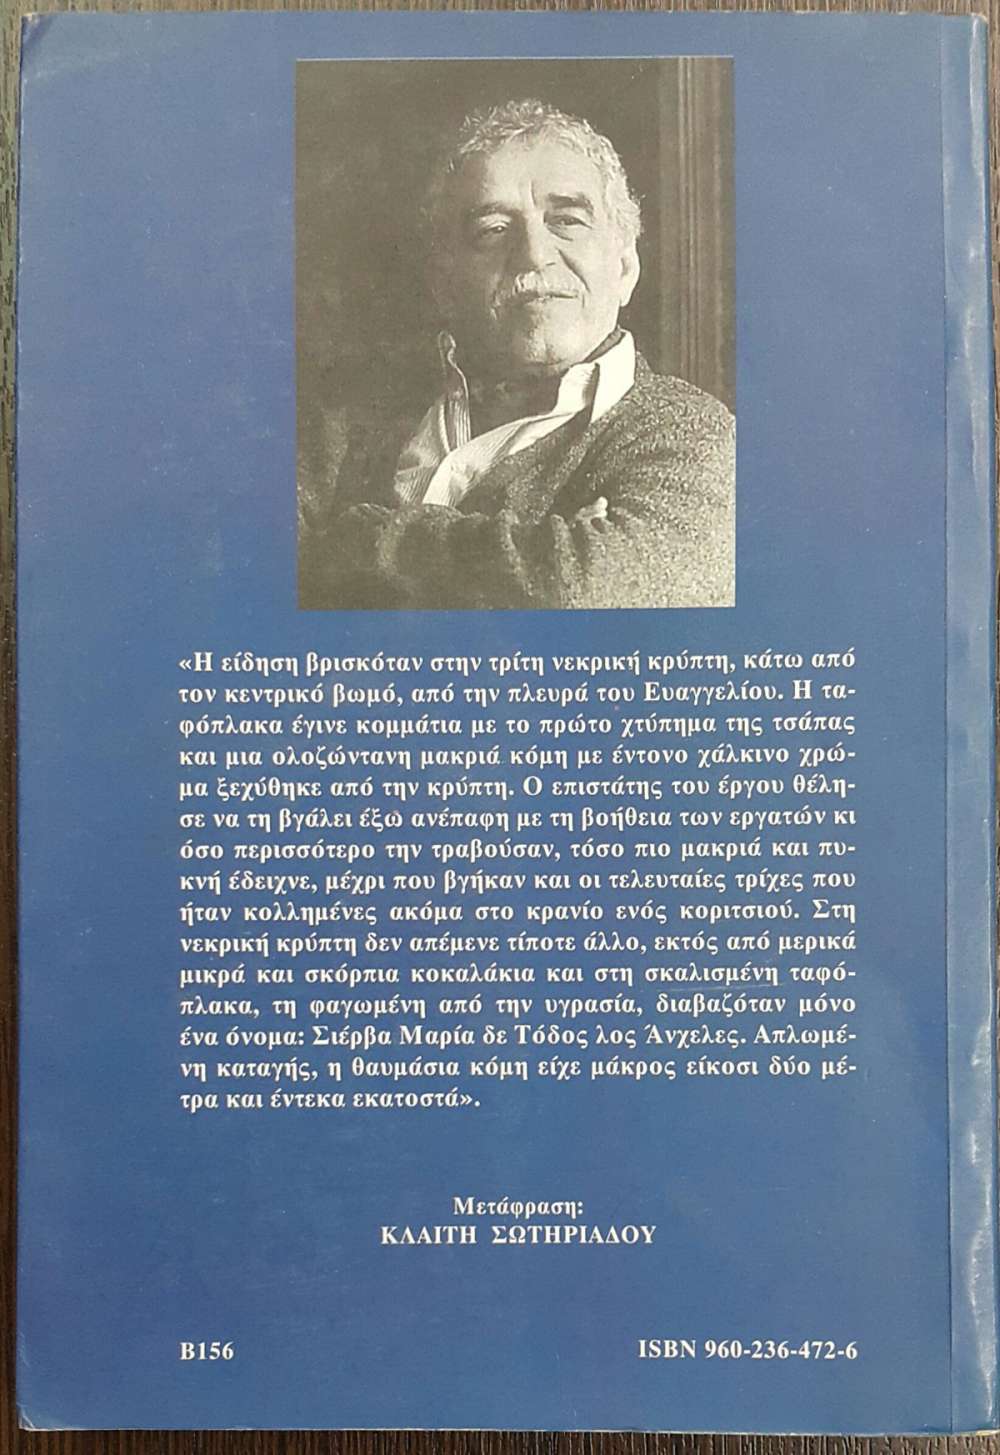 «Η είδηση βρισκόταν στην τρίτη νεκρική κρύπτη, κάτω από
τον κεντρικό βωμό, από την πλευρά του Ευαγγελίου. Η τα-
φόπλακα έγινε κομμάτια με το πρώτο χτύπημα της τσάπας
και μια ολοζώντανη μακριά κόμη με έντονο χάλκινο χρώ-
μα ξεχύθηκε από την κρύπτη. Ο επιστάτης του έργου θέλη-
σε να τη βγάλει έξω ανέπαφη με τη βοήθεια των εργατών κι
όσο περισσότερο την τραβούσαν, τόσο πιο μακριά και πυ-
κνή έδειχνε, μέχρι που βγήκαν και οι τελευταίες τρίχες που
ήταν κολλημένες ακόμα στο κρανίο ενός κοριτσιού. Στη
νεκρική κρύπτη δεν απέμενε τίποτε άλλο, εκτός από μερικά
μικρά και σκόρπια κοκαλάκια και στη σκαλισμένη ταφό-
πλακα, τη φαγωμένη από την υγρασία, διαβαζόταν μόνο
ένα όνομα: Σιέρβα Μαρία δε Τόδος λος Άνχελες. Απλωμέ-
νη καταγής, η θαυμάσια κόμη είχε μάκρος είκοσι δύο μέ-
τρα και έντεκα εκατοστά».
Μετάφραση:
ΚΛΑΙΤΗ ΣΩΤΗΡΙΑΔΟΥ
Β156
ISBN 960-236-472-6